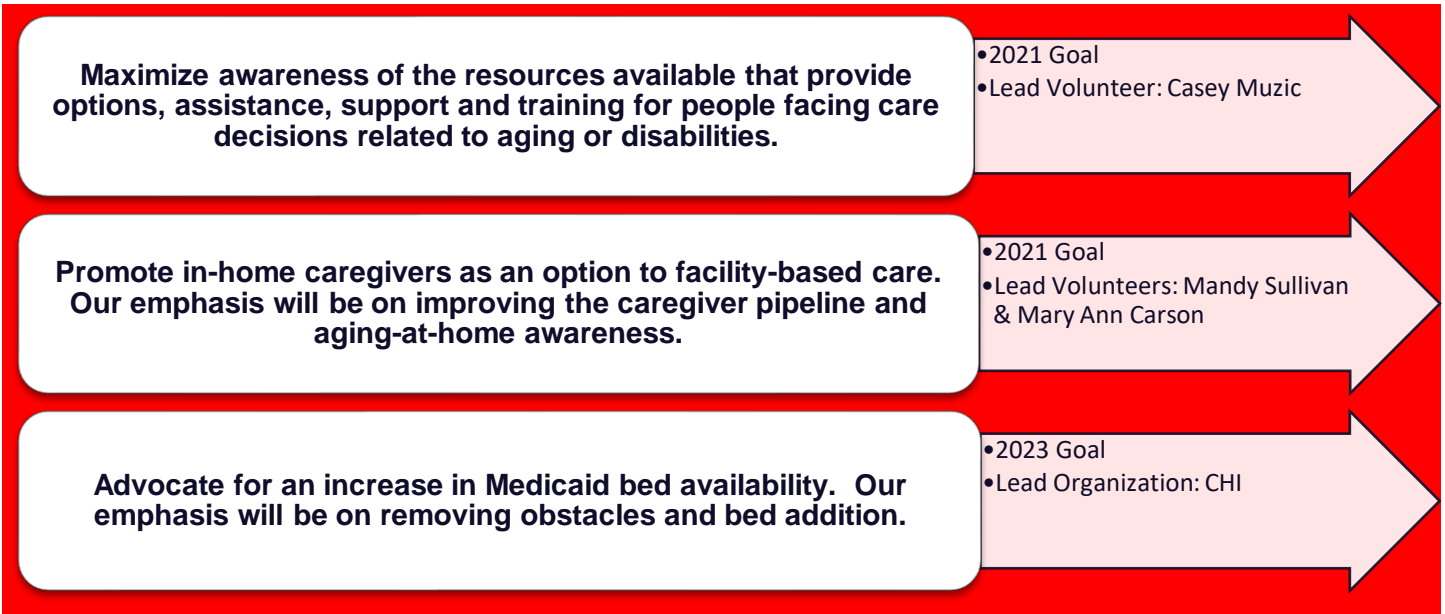 Maximize awareness of the resources available that provide
options, assistance, support and training for people facing care
decisions related to aging or disabilities.
•2021 Goal
•Lead Volunteer: Casey Muzic
Promote in-home caregivers as an option to facility-based care.
Our emphasis will be on improving the caregiver pipeline and
aging-at-home awareness.
•2021 Goal
•Lead Volunteers: Mandy Sullivan
& Mary Ann Carson
Advocate for an increase in Medicaid bed availability.  Our
emphasis will be on removing obstacles and bed addition.
•2023 Goal
•Lead Organization: CHI